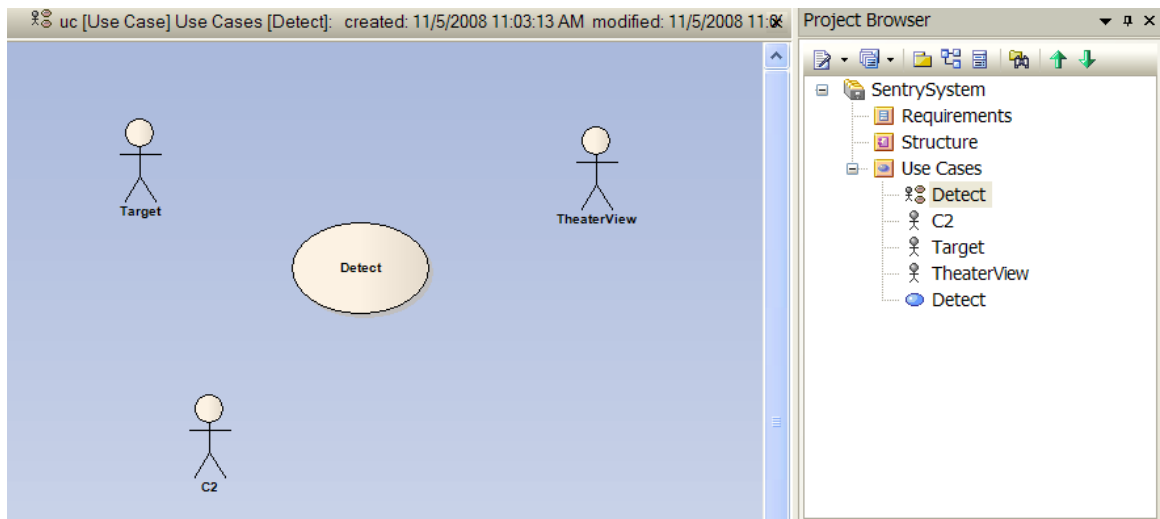 uc [Use Case] Use Cases [Detect]: created: 11/5/2008 11:03:13 AM modified: 11/5/2008
Target
TheaterView
Detect
C2
Project Browser
SentrySystem
Requirements
Structure
Use Cases
Detect
C2
Target
TheaterView
Detect